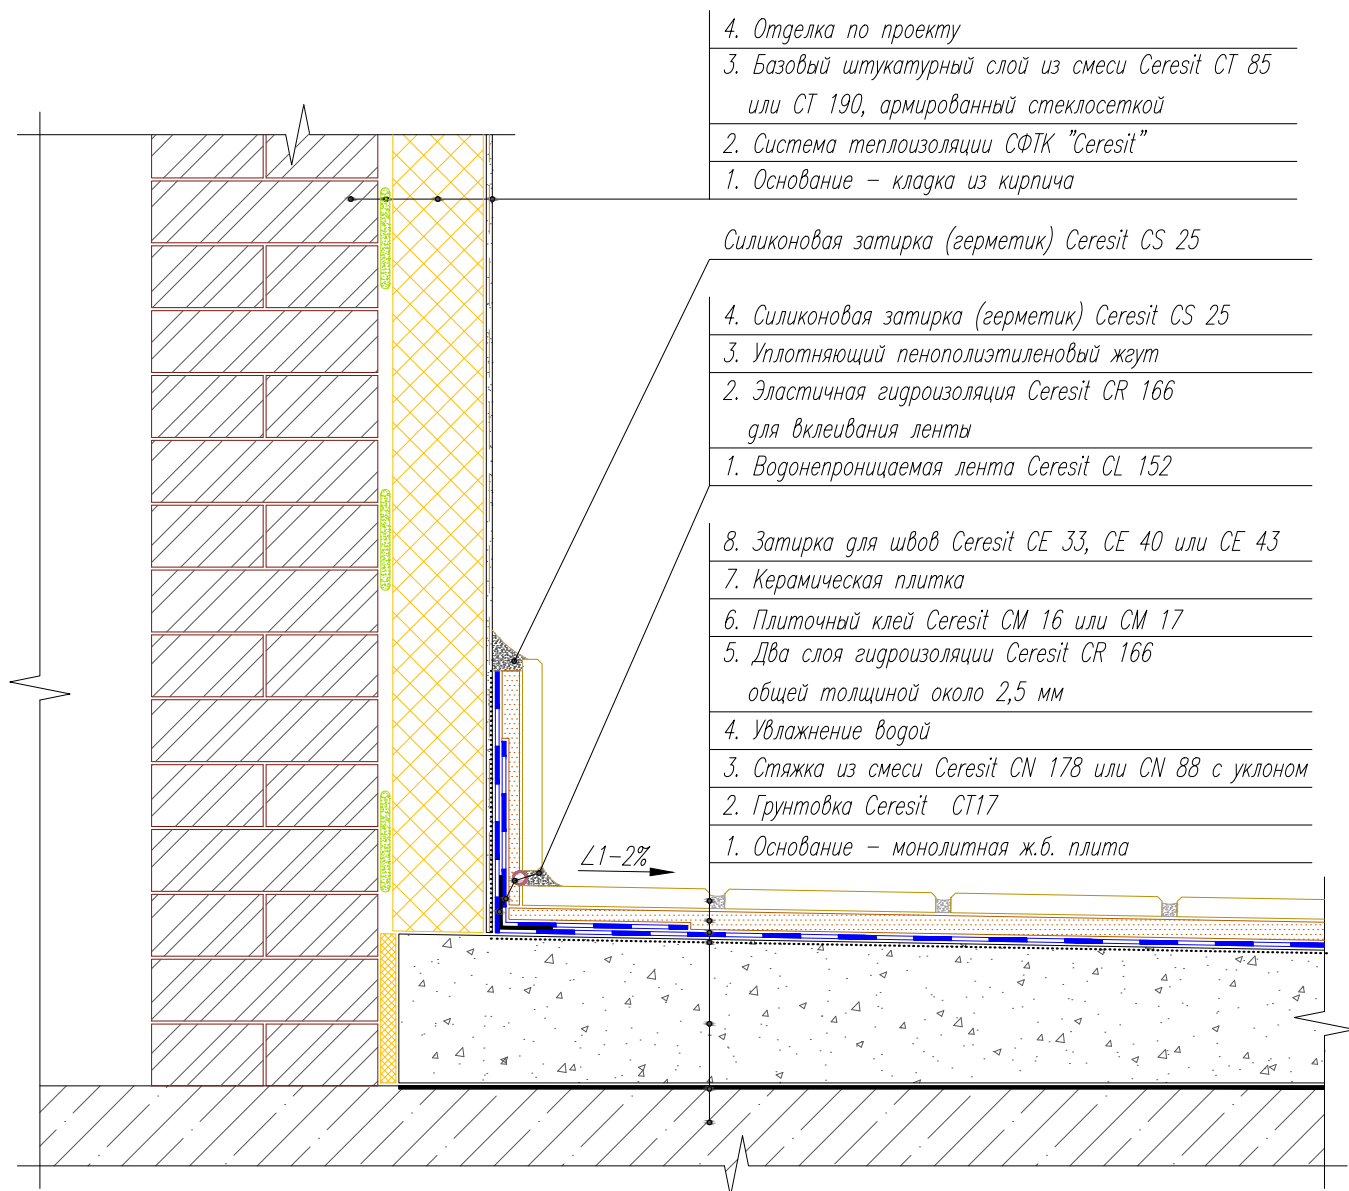 4. Отделка по проекту
3. Базовый штукатурный слой из смеси Ceresit CT 85
или CT 190, армированный стеклосеткой
2. Система теплоизоляции СФТК "Ceresit"
1. Основание – кладка из кирпича
Силиконовая затирка (герметик) Ceresit CS 25
4. Силиконовая затирка (герметик) Ceresit CS 25
3. Уплотняющий пенополиэтиленовый жгут
2. Эластичная гидроизоляция Ceresit CR 166
для вклеивания ленты
1. Водонепроницаемая лента Ceresit CL 152
8. Затирка для швов Ceresit CE 33, CE 40 или CE 43
7. Керамическая плитка
6. Плиточный клей Ceresit CM 16 или CM 17
5. Два слоя гидроизоляции Ceresit CR 166
общей толщиной около 2,5 мм
4. Увлажнение водой
3. Стяжка из смеси Ceresit CN 178 или CN 88 с уклоном
2. Грунтовка Ceresit CT17
1. Основание – монолитная ж.б. плита
∠1-2%